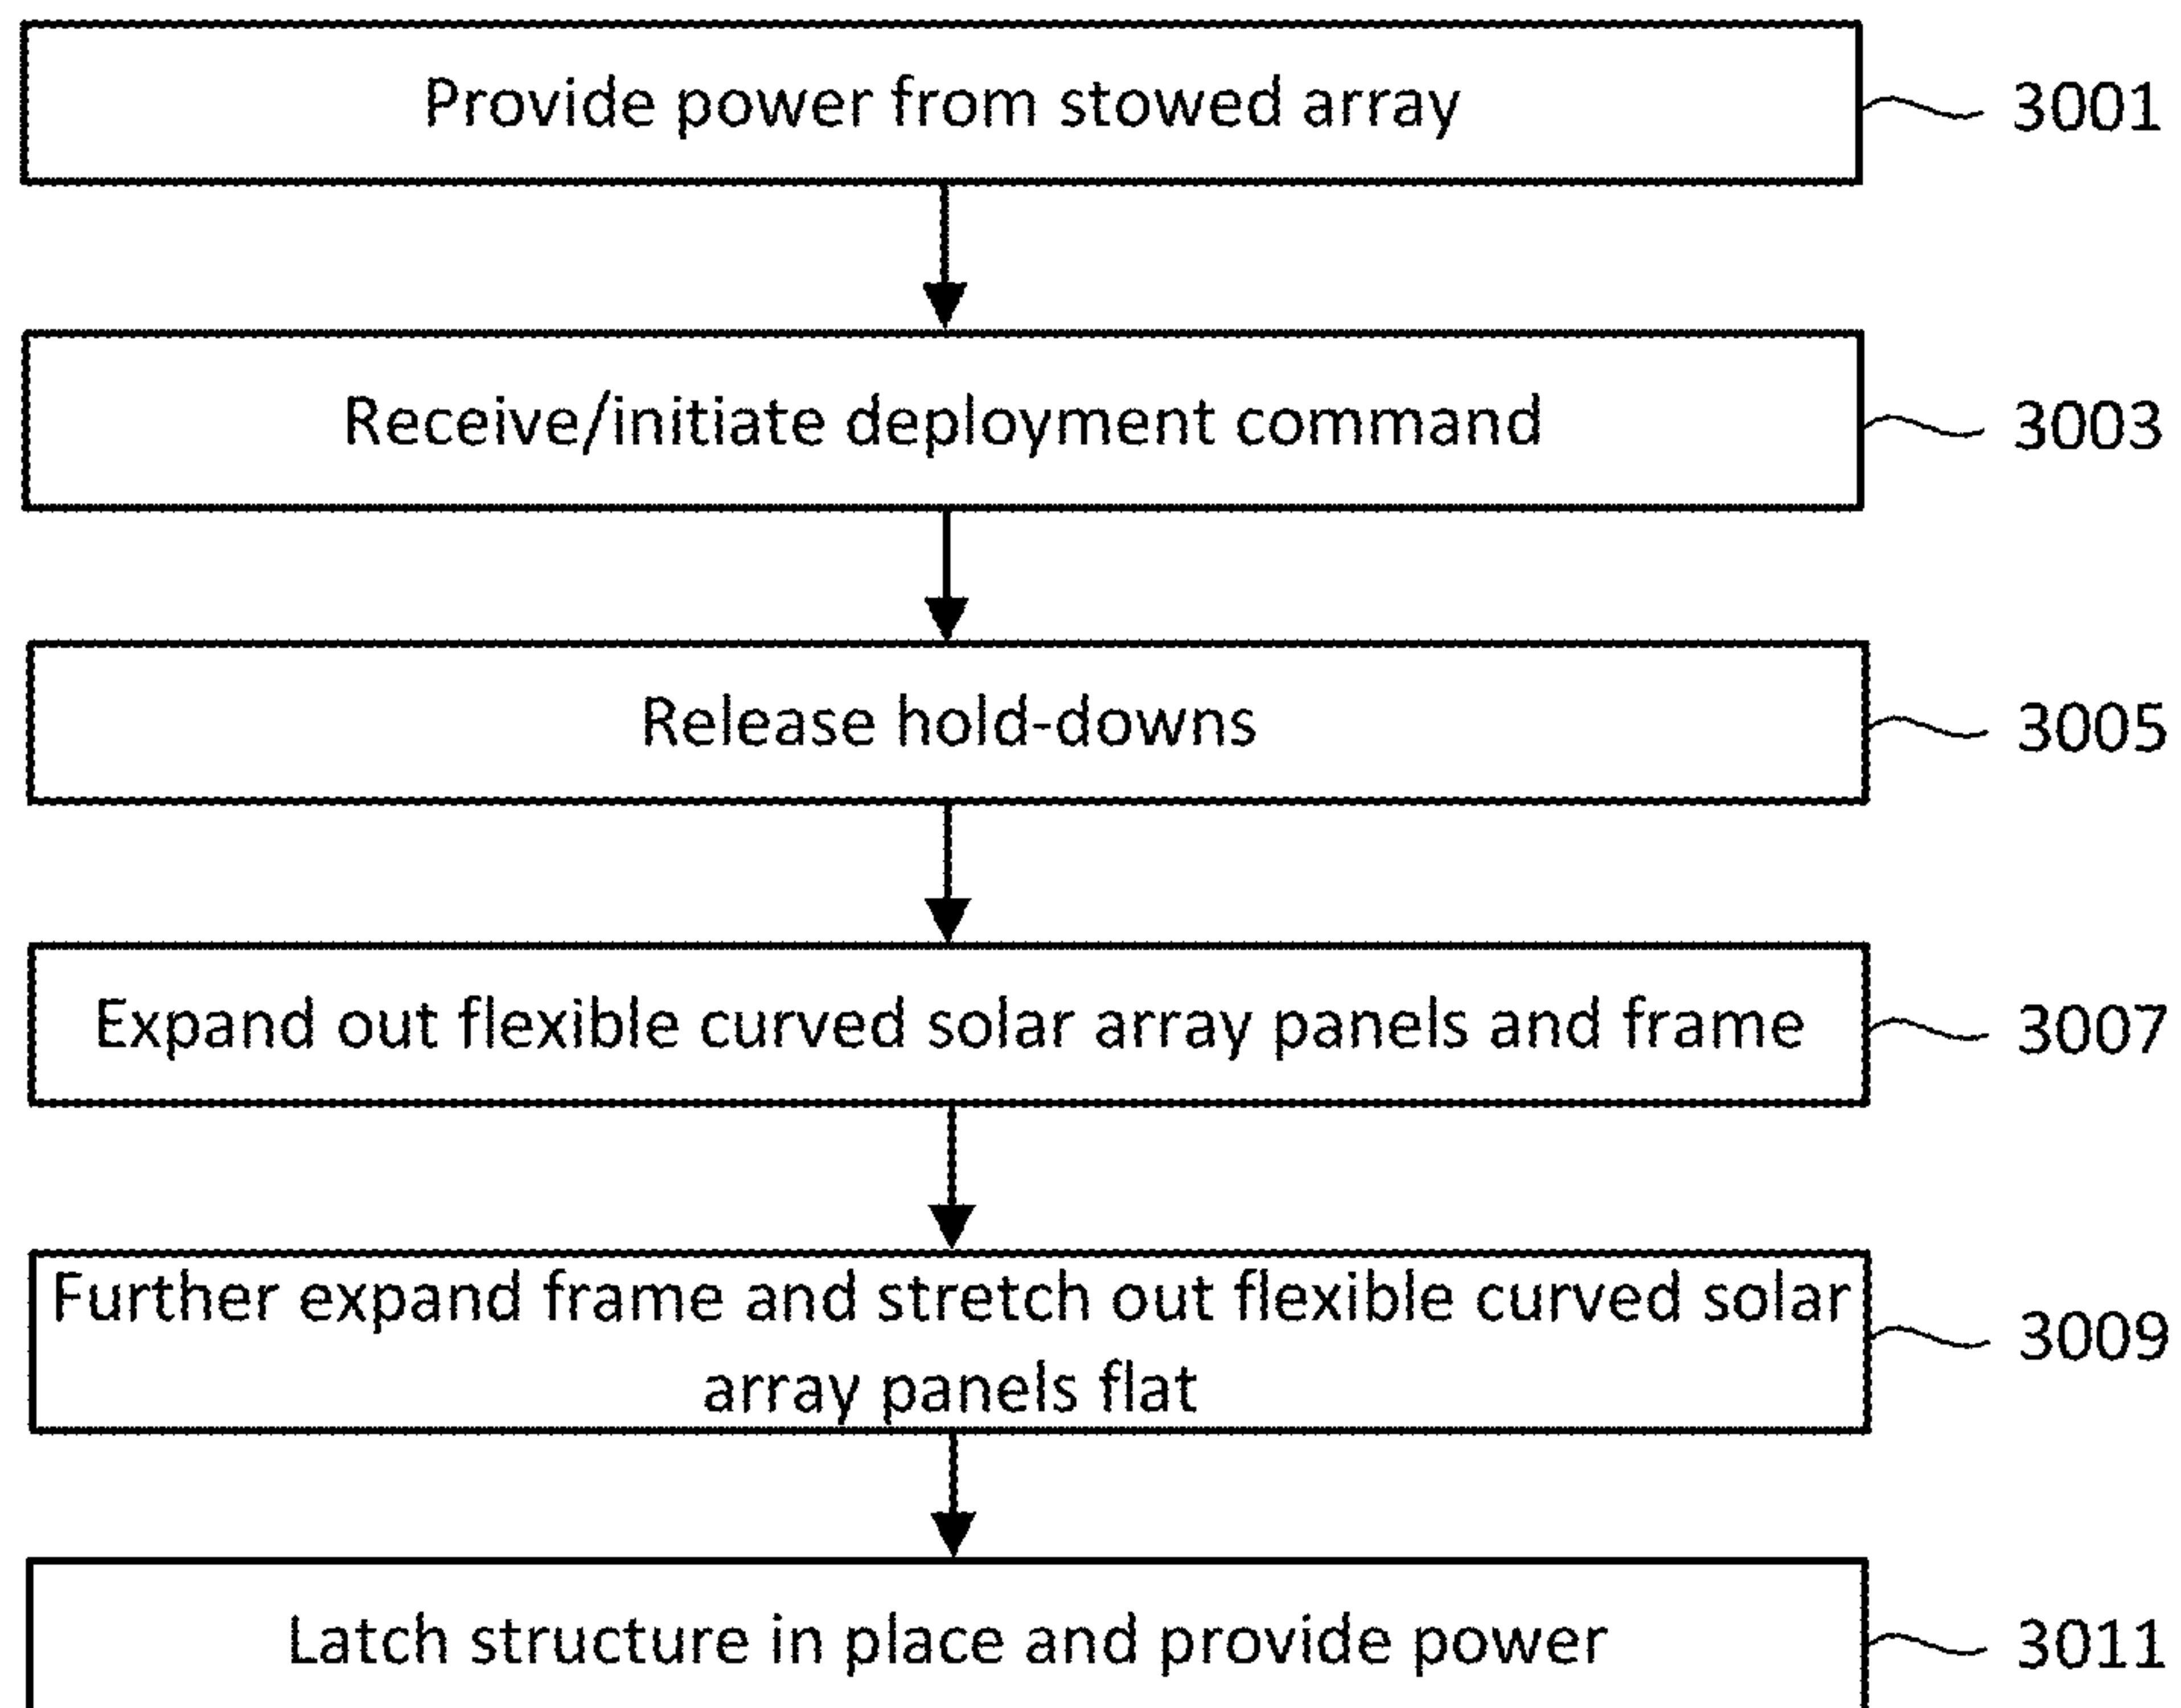 Provide power from stowed array
3001
Receive/initiate deployment command
3003
Release hold-downs
3005
Expand out flexible curved solar array panels and frame
3007
Further expand frame and stretch out flexible curved solar
array panels flat
3009
Latch structure in place and provide power
3011